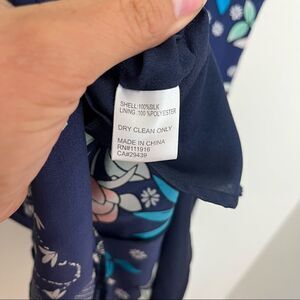 SHELL:100%SILK
LINING :100 %POLYESTER
DRY CLEAN ONLY
MADE IN CHINA
RN#111916
CA#29439